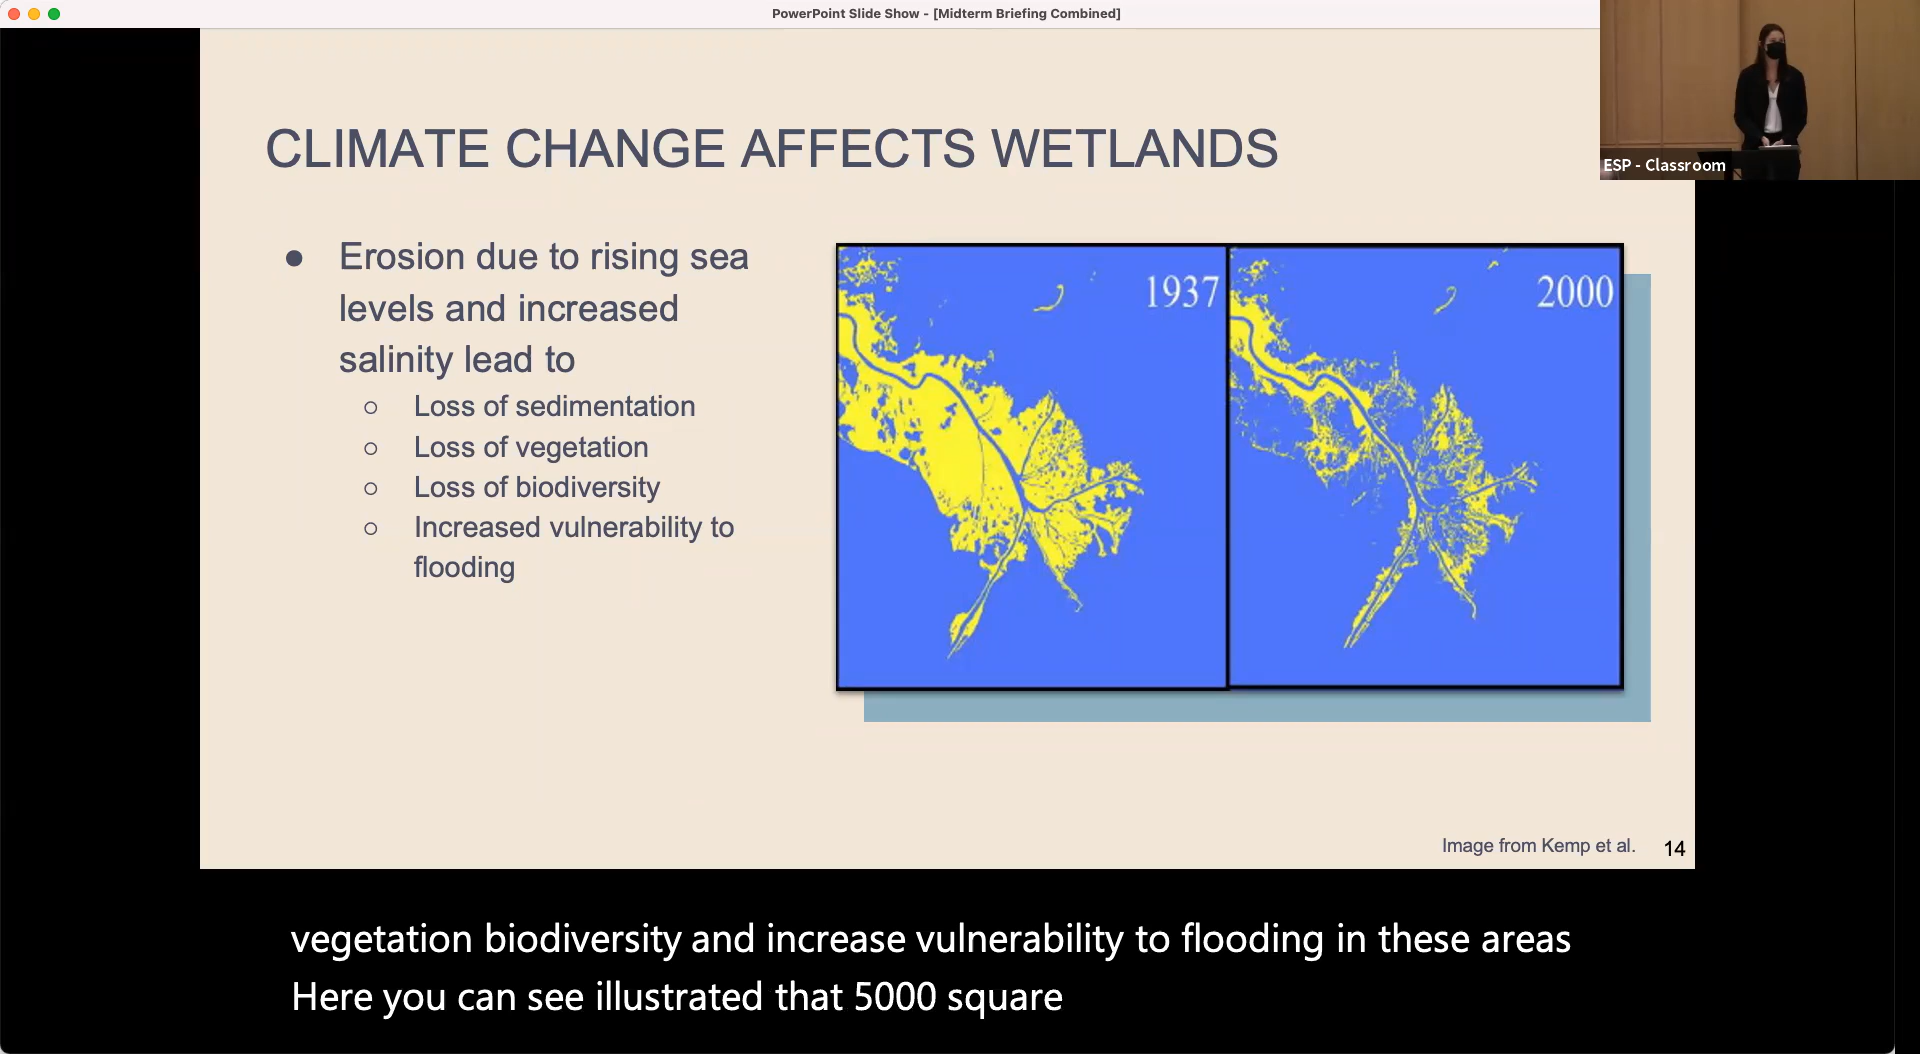 PowerPoint Slide Show - [Midterm Briefing Combined]
ESP - Classroom
CLIMATE CHANGE AFFECTS WETLANDS
● Erosion due to rising sea
levels and increased
salinity lead to
○ Loss of sedimentation
○ Loss of vegetation
○ Loss of biodiversity
○ Increased vulnerability to
flooding
1937
2000
Image from Kemp et al.
14
vegetation biodiversity and increase vulnerability to flooding in these areas
Here you can see illustrated that 5000 square